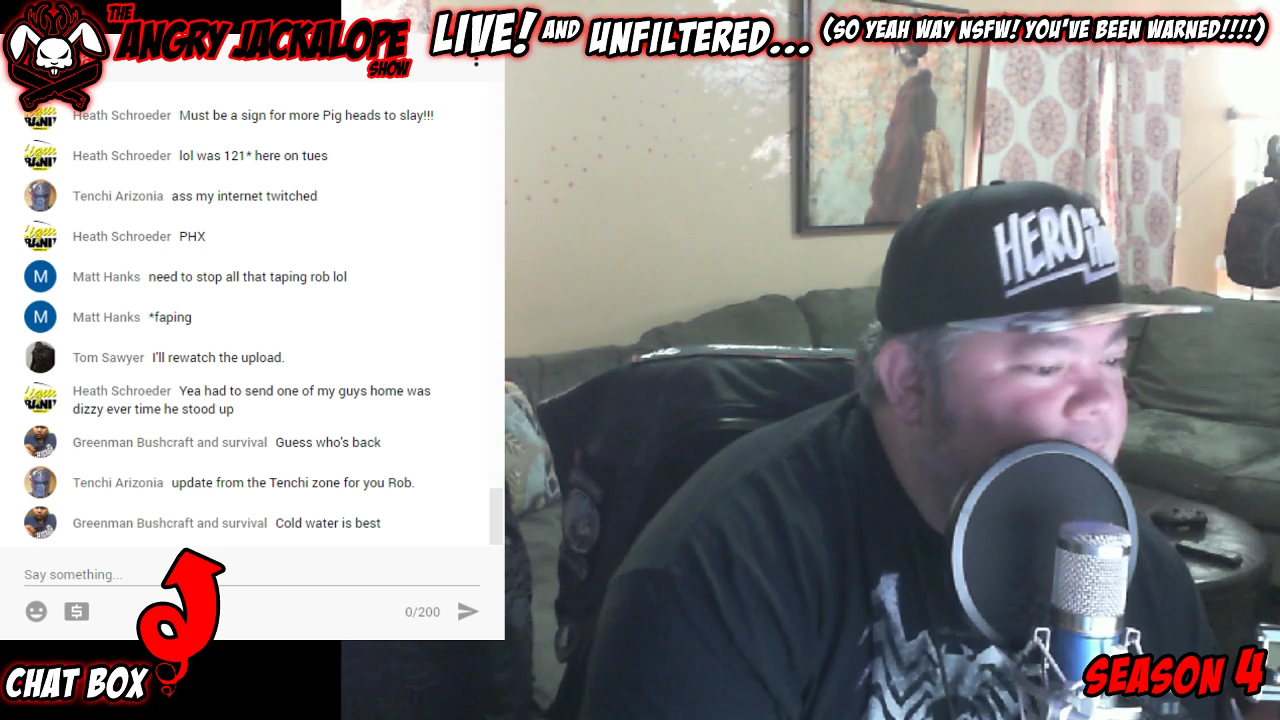 THE
ANGRY JACKALOPE
SHOW
LIVE! AND UNFILTERED... (SO YEAH WAY NSFW! YOU'VE BEEN WARNED!!!!)
Heath Schroeder Must be a sign for more Pig heads to slay!!!
Heath Schroeder lol was 121* here on tues
Tenchi Arizonia ass my internet twitched
Heath Schroeder PHX
M Matt Hanks need to stop all that taping rob lol
M Matt Hanks *faping
Tom Sawyer I'll rewatch the upload.
Heath Schroeder Yea had to send one of my guys home was
dizzy ever time he stood up
Greenman Bushcraft and survival Guess who's back
Tenchi Arizonia update from the Tenchi zone for you Rob.
Greenman Bushcraft and survival Cold water is best
Say something...
0/200
CHAT BOX
HERO
SEASON 4